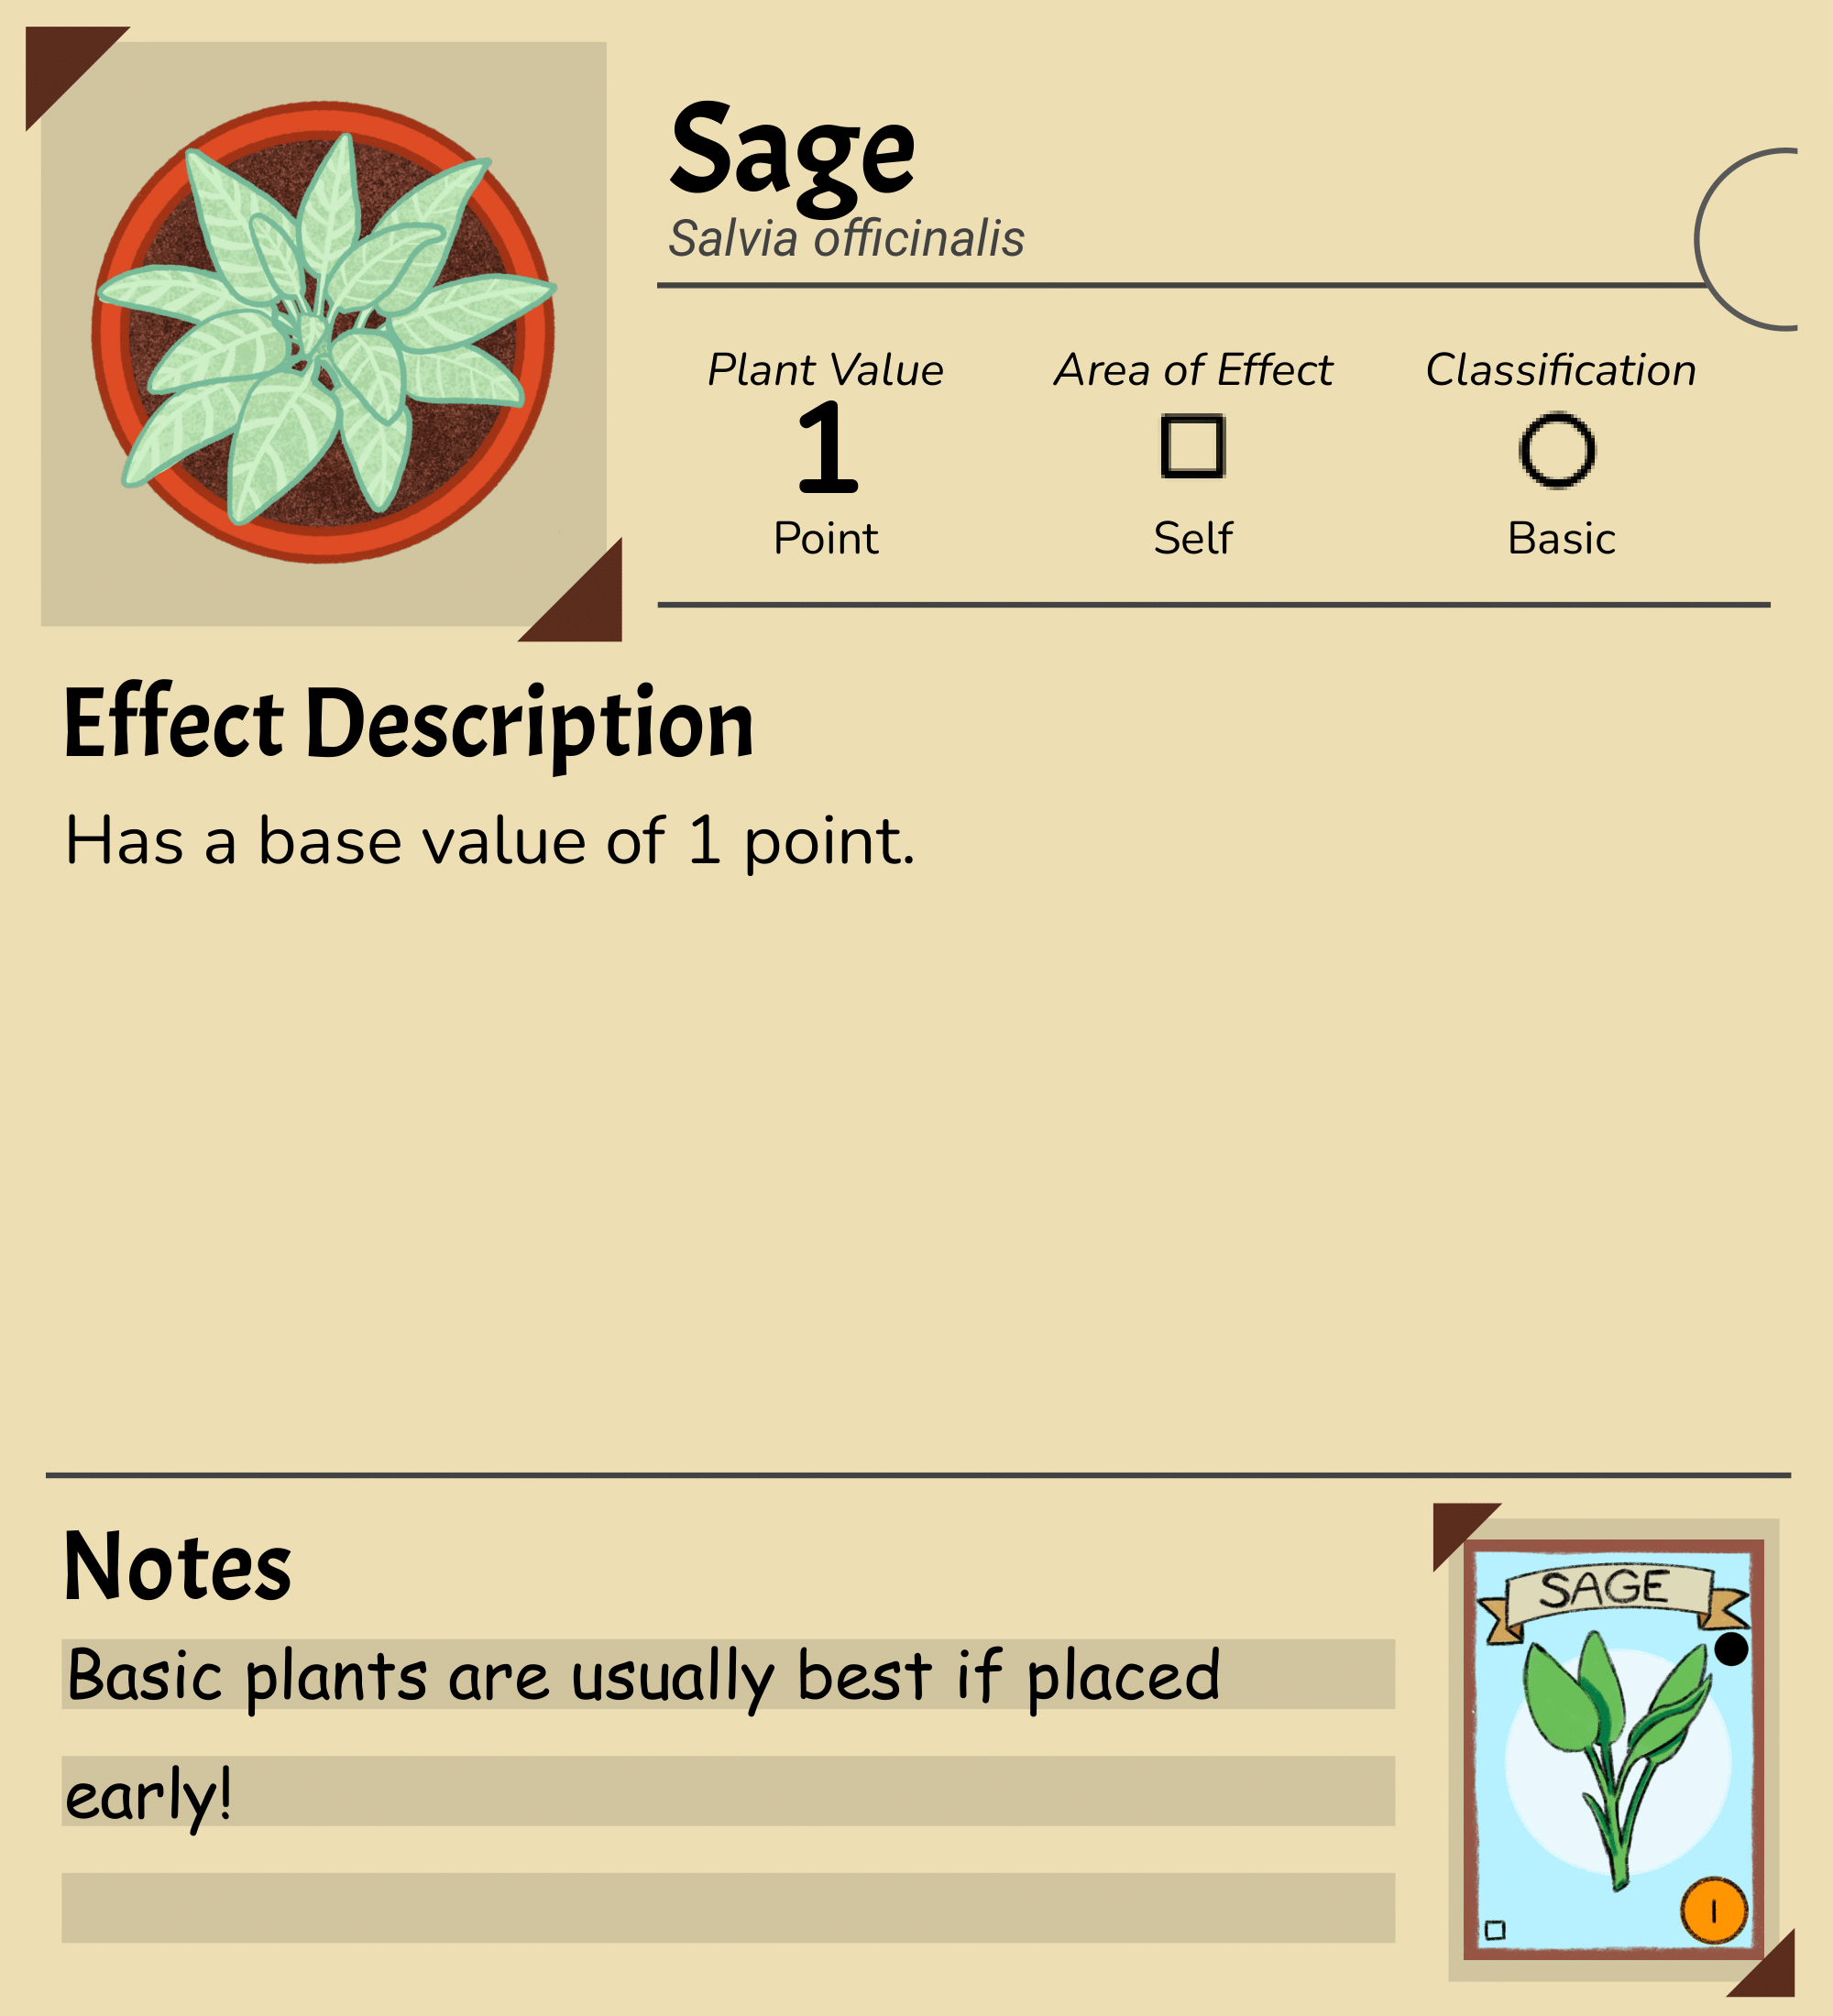 Sage
Salvia officinalis
Plant Value
Area of Effect
Classification
1
Point
Self
Basic
Effect Description
Has a base value of 1 point.
Notes
Basic plants are usually best if placed
early!
SAGE
1